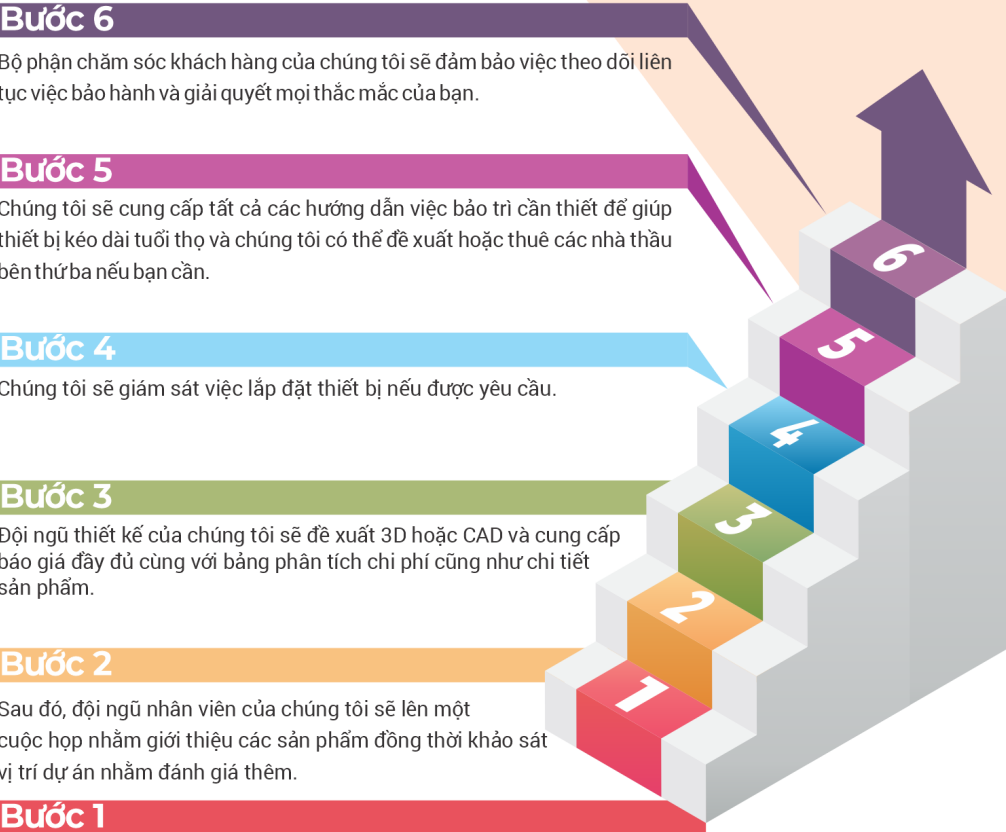 Bước 6
Bộ phận chăm sóc khách hàng của chúng tôi sẽ đảm bảo việc theo dõi liên
tục việc bảo hành và giải quyết mọi thắc mắc của bạn.
Bước 5
Chúng tôi sẽ cung cấp tất cả các hướng dẫn việc bảo trì cần thiết để giúp
thiết bị kéo dài tuổi thọ và chúng tôi có thể đề xuất hoặc thuê các nhà thầu
bên thứ ba nếu bạn cần.
Bước 4
Chúng tôi sẽ giám sát việc lắp đặt thiết bị nếu được yêu cầu.
Bước 3
Đội ngũ thiết kế của chúng tôi sẽ đề xuất 3D hoặc CAD và cung cấp
báo giá đầy đủ cùng với bảng phân tích chi phí cũng như chi tiết
sản phẩm.
Bước 2
Sau đó, đội ngũ nhân viên của chúng tôi sẽ lên một
cuộc họp nhằm giới thiệu các sản phẩm đồng thời khảo sát
vị trí dự án nhằm đánh giá thêm.
Bước 1
6
5
4
3
2
1